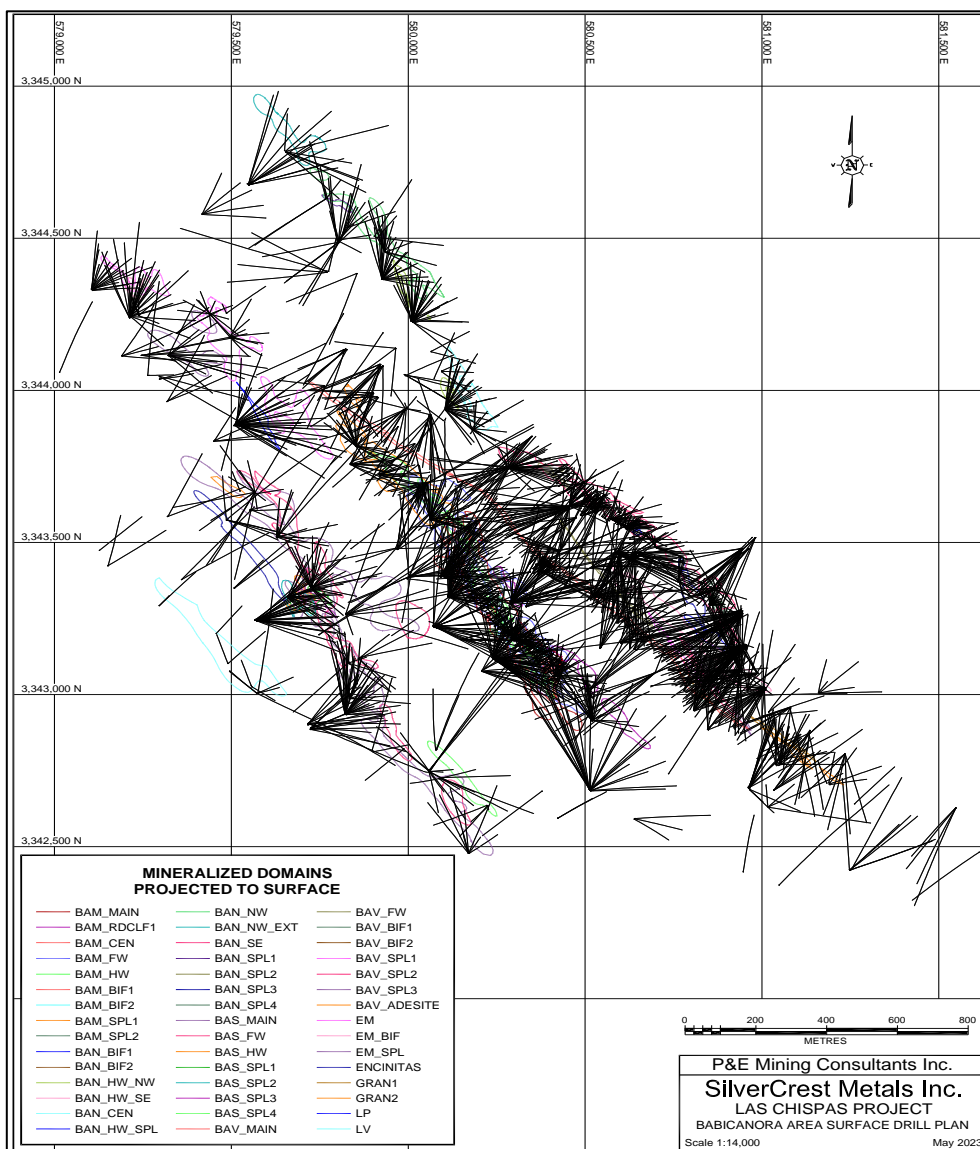 579,000 E
579,500 E
580,000 E
580,500 E
581,000 E
581,500 E
3,345,000 N
W N E
3,344,500 N
3,344,000 N
3,343,500 N
3,343,000 N
3,342,500 N
MINERALIZED DOMAINS
PROJECTED TO SURFACE
BAM_MAIN
BAM_RDCLF1
BAM_CEN
BAM_FW
BAM_HW
BAM_BIF1
BAM_BIF2
BAM_SPL1
BAM_SPL2
BAN_BIF1
BAN_BIF2
BAN_HW_NW
BAN_HW_SE
BAN_CEN
BAN_HW_SPL
BAN_NW
BAN_NW_EXT
BAN_SE
BAN_SPL1
BAN_SPL2
BAN_SPL3
BAN_SPL4
BAS_MAIN
BAS_FW
BAS_HW
BAS_SPL1
BAS_SPL2
BAS_SPL3
BAS_SPL4
BAV_MAIN
BAV_FW
BAV_BIF1
BAV_BIF2
BAV_SPL1
BAV_SPL2
BAV_SPL3
BAV_ADESITE
EM
EM_BIF
EM_SPL
ENCINITAS
GRAN1
GRAN2
LP
LV
0 200 400 600 800
METRES
P&E Mining Consultants Inc.
SilverCrest Metals Inc.
LAS CHISPAS PROJECT
BABICANORA AREA SURFACE DRILL PLAN
Scale 1:14,000 May 2023